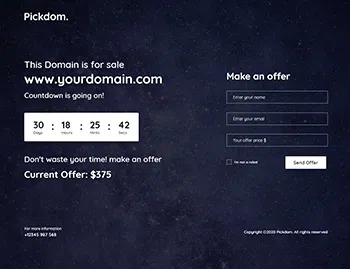 Pickdom.
This Domain is for sale
www.yourdomain.com
Countdown is going on!
30 : 18 : 25 : 42
Days Hours Mints Secs
Don't waste your time! make an offer
Current Offer: $375
Make an offer
Enter your name
Enter your email
Your offer price $
I'm not a robot
Send Offer
For more information
+12345 987 568
Copyright ©2020 Pickdom. All rights reserved